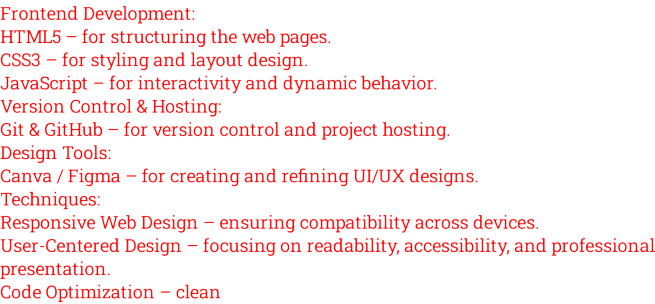 Frontend Development:
HTML5 – for structuring the web pages.
CSS3 – for styling and layout design.
JavaScript – for interactivity and dynamic behavior.
Version Control & Hosting:
Git & GitHub – for version control and project hosting.
Design Tools:
Canva / Figma – for creating and refining UI/UX designs.
Techniques:
Responsive Web Design – ensuring compatibility across devices.
User-Centered Design – focusing on readability, accessibility, and professional
presentation.
Code Optimization – clean